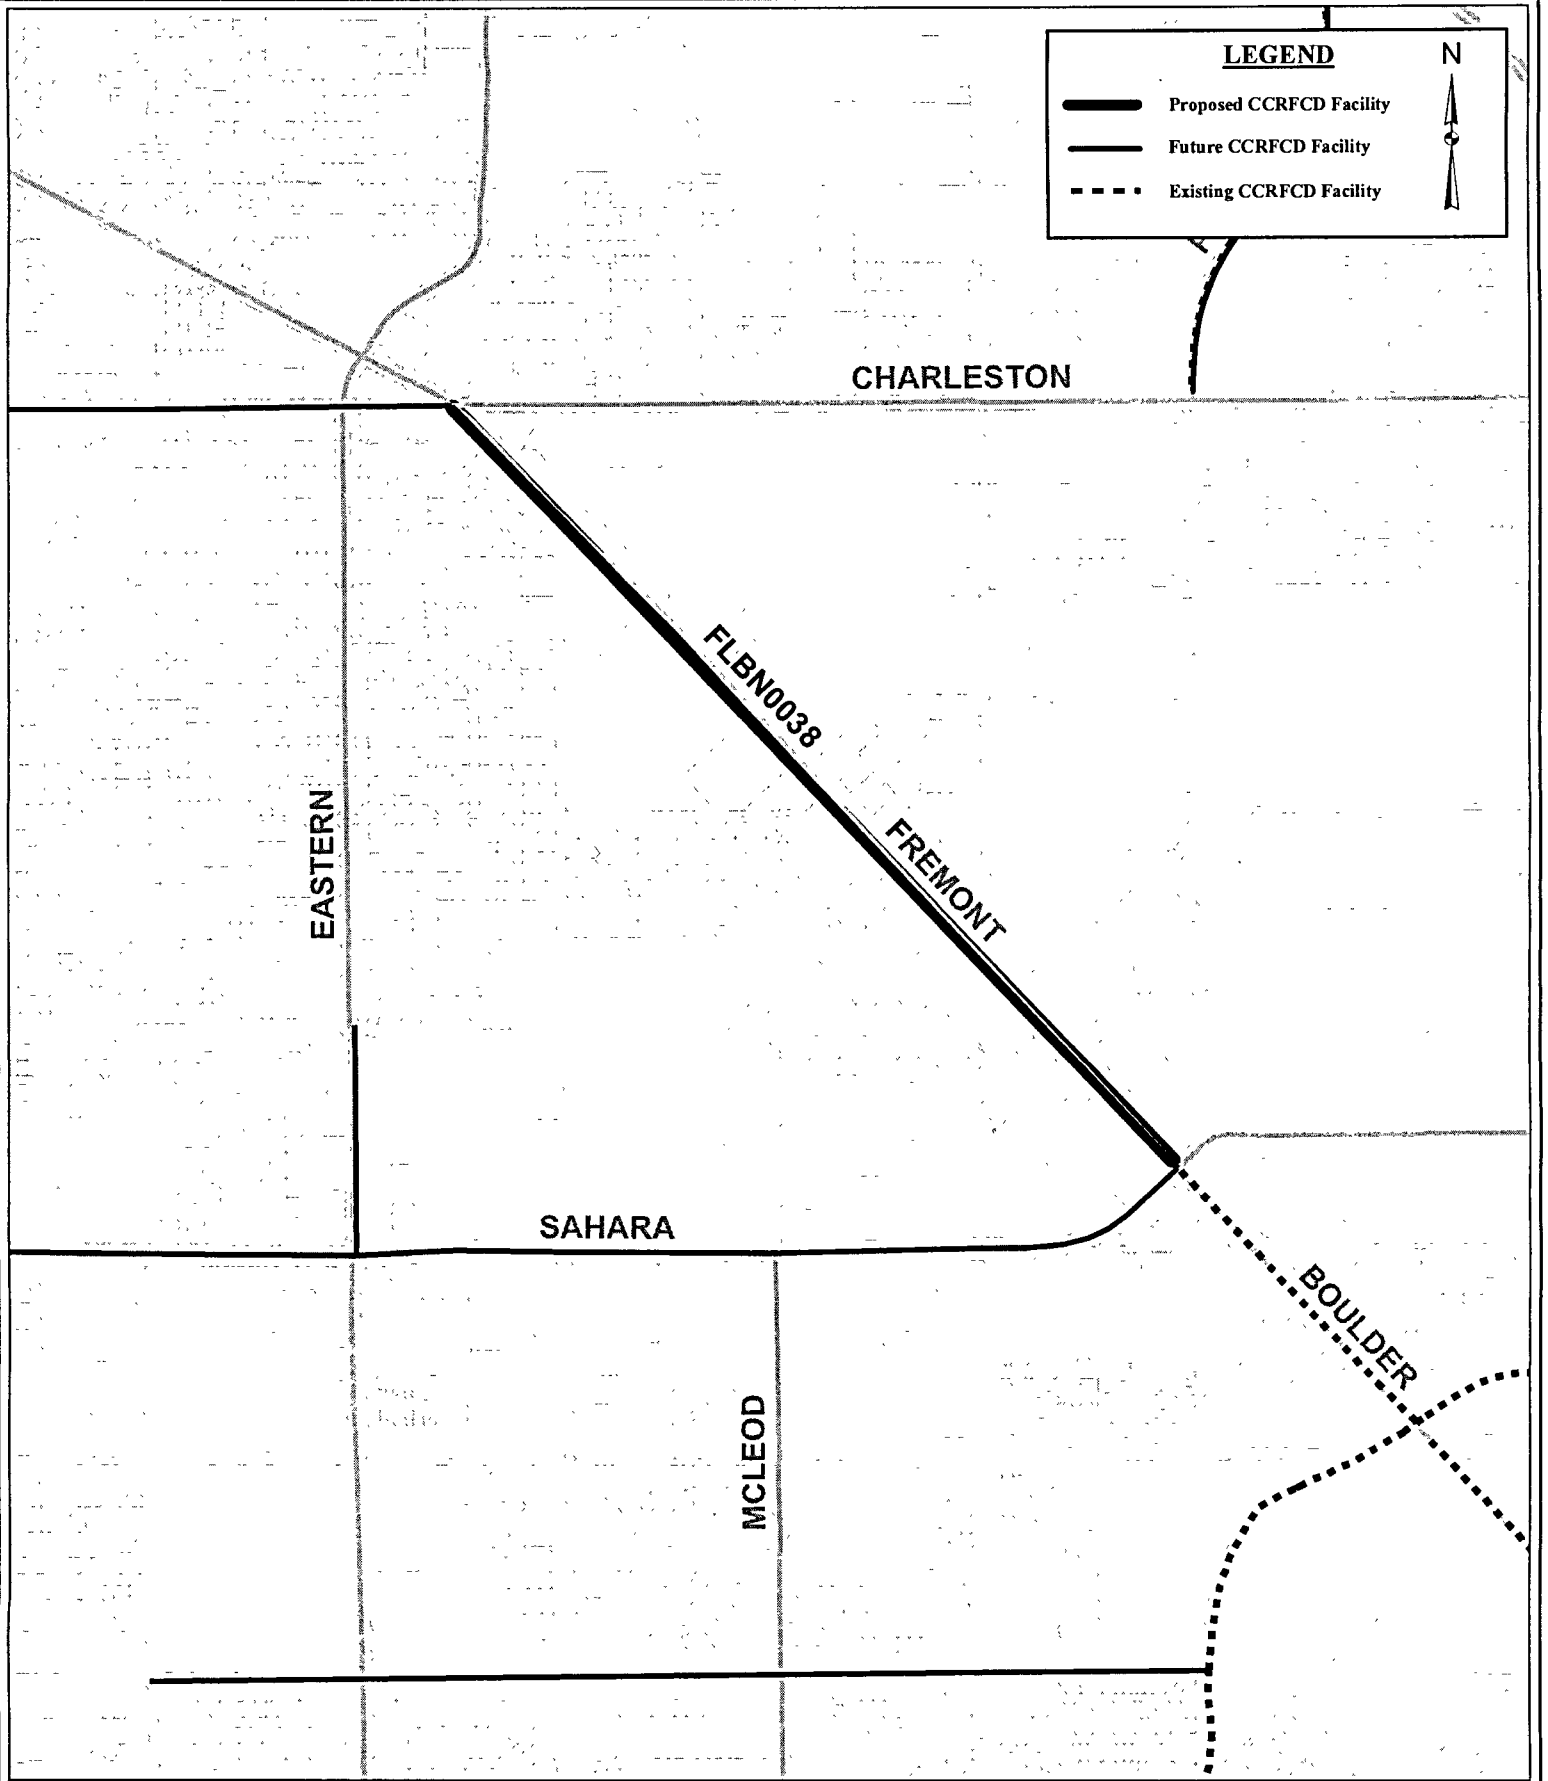 LEGEND
N
Proposed CCRFCD Facility
Future CCRFCD Facility
Existing CCRFCD Facility
CHARLESTON
FLBN0038
FREMONT
EASTERN
SAHARA
BOULDER
MCLEOD